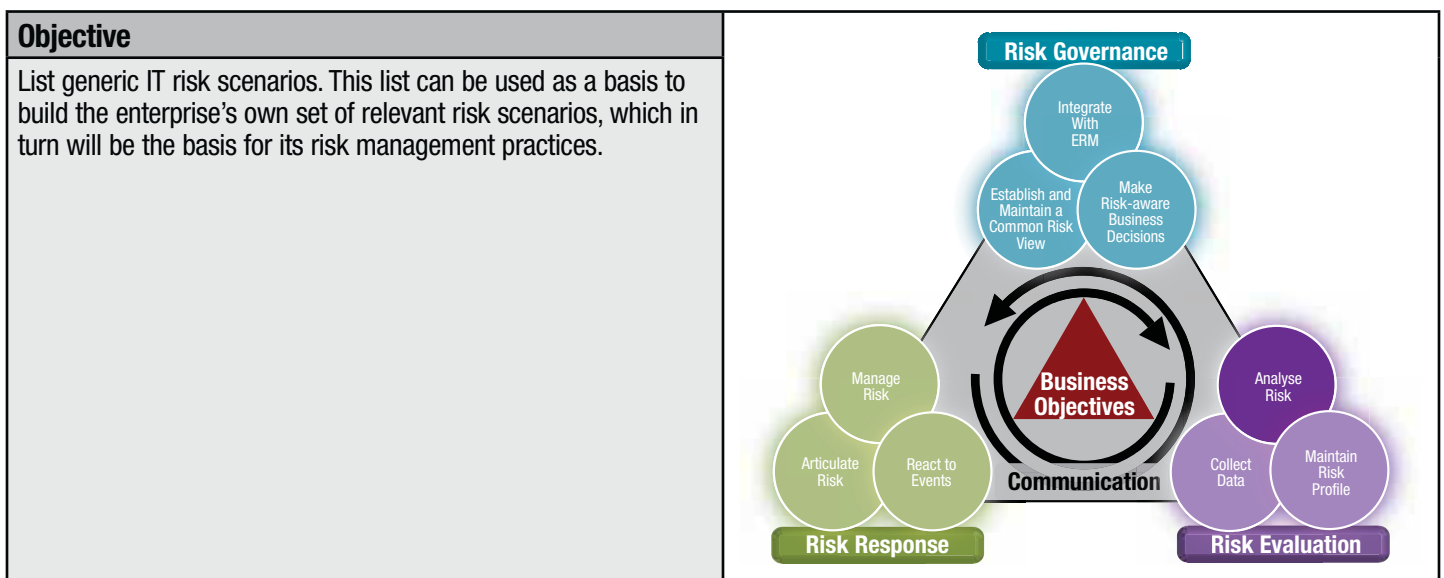 Objective
List generic IT risk scenarios. This list can be used as a basis to
build the enterprise's own set of relevant risk scenarios, which in
turn will be the basis for its risk management practices.
Risk Governance
Integrate
With
ERM
Establish and
Maintain a
Common Risk
View
Make
Risk-aware
Business
Decisions
Business
Objectives
Communication
Manage
Risk
Articulate
Risk
React to
Events
Risk Response
Analyse
Risk
Collect
Data
Maintain
Risk
Profile
Risk Evaluation